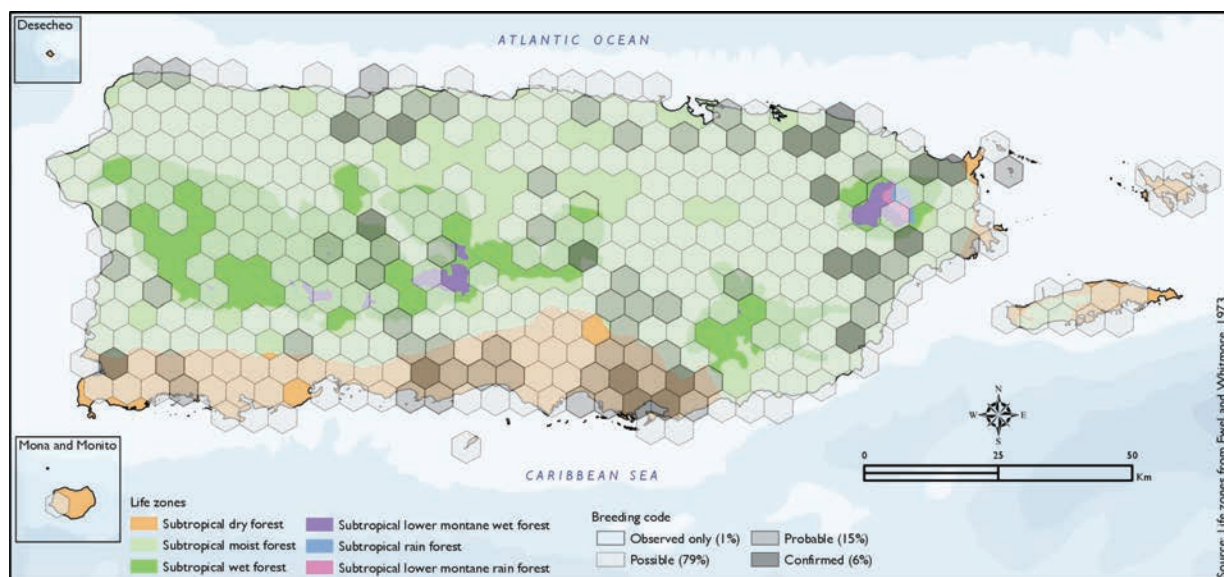 Desecheo
ATLANTIC OCEAN
Mona and Monito
CARIBBEAN SEA
N
W E
S
0 25 50
Km
Life zones
Subtropical dry forest
Subtropical moist forest
Subtropical wet forest
Subtropical lower montane wet forest
Subtropical rain forest
Subtropical lower montane rain forest
Breeding code
Observed only (1%)
Possible (79%)
Probable (15%)
Confirmed (6%)
Source: Life zones from Ewel and Whitmore 1973